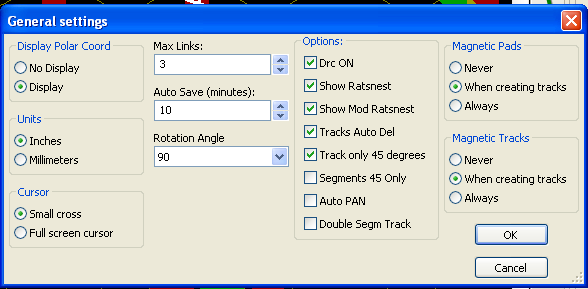 General settings
Display Polar Coord
No Display
Display
Units
Inches
Millimeters
Cursor
Small cross
Full screen cursor
Max Links:
3
Auto Save (minutes):
10
Rotation Angle
90
Options:
Drc ON
Show Ratsnest
Show Mod Ratsnest
Tracks Auto Del
Track only 45 degrees
Segments 45 Only
Auto PAN
Double Segm Track
Magnetic Pads
Never
When creating tracks
Always
Magnetic Tracks
Never
When creating tracks
Always
OK
Cancel